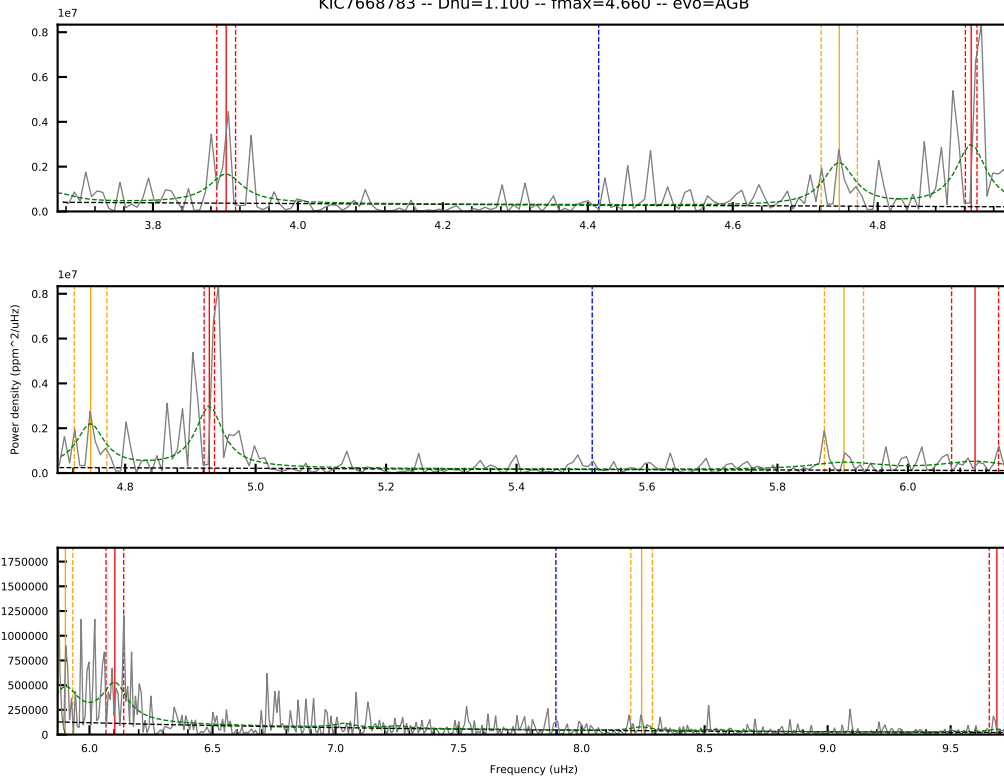 KIC7668783 -- Dnu=1.100 -- fmax=4.660 -- evo=AGB
1e7
0.8
0.6
0.4
0.2
0.0
3.8 4.0 4.2 4.4 4.6 4.8
1e7
0.8
0.6
0.4
0.2
0.0
4.8 5.0 5.2 5.4 5.6 5.8 6.0
Power density (ppm^2/uHz)
1750000
1500000
1250000
1000000
750000
500000
250000
0
6.0 6.5 7.0 7.5 8.0 8.5 9.0 9.5
Frequency (uHz)